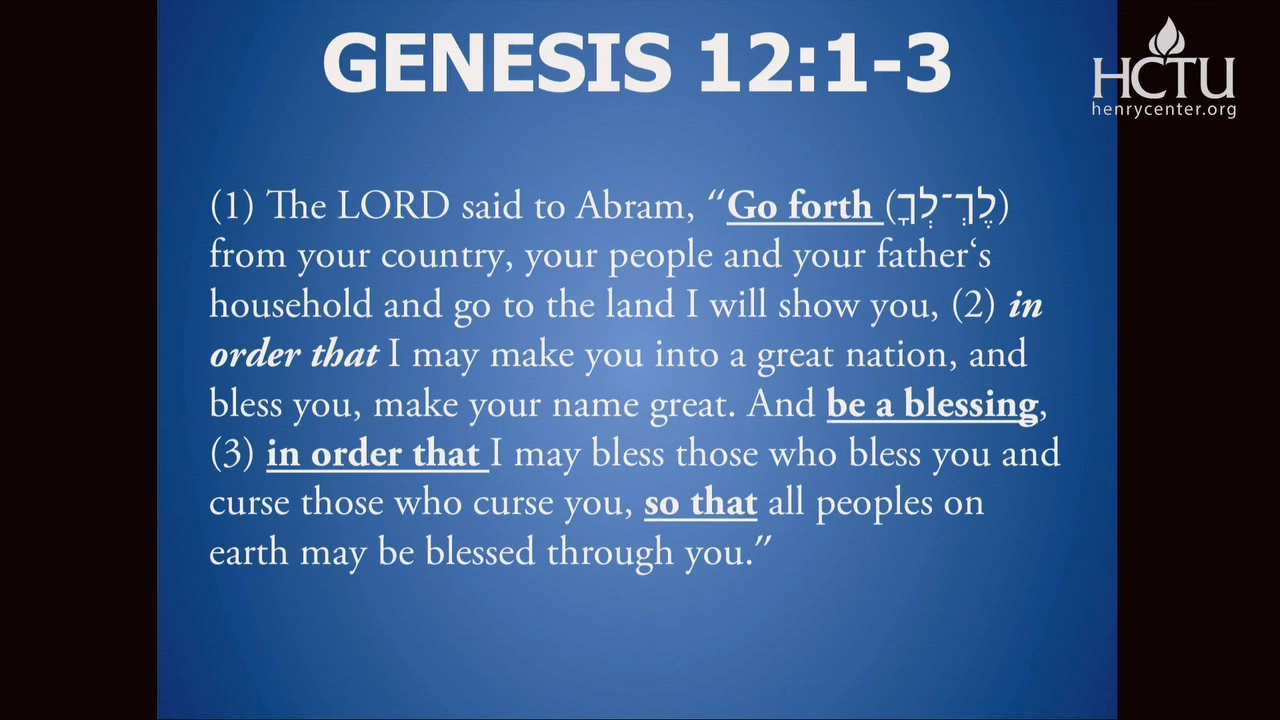 GENESIS 12:1-3
HCTU
henrycenter.org
(1) The LORD said to Abram, “Go forth (לֶךְ־לְךָ)
from your country, your people and your father‘s
household and go to the land I will show you, (2) in
order that I may make you into a great nation, and
bless you, make your name great. And be a blessing,
(3) in order that I may bless those who bless you and
curse those who curse you, so that all peoples on
earth may be blessed through you.”